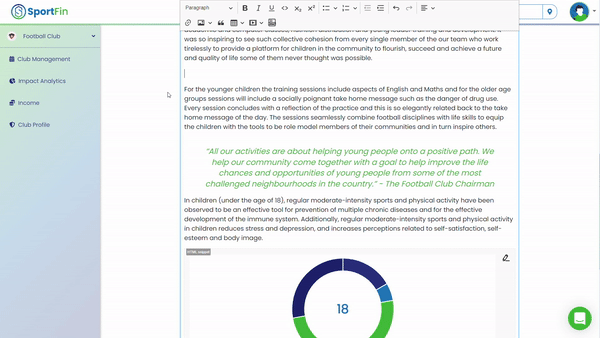 SportFin
Paragraph
Football Club
Club Management
Impact Analytics
Income
Club Profile
was so inspiring to see such collective cohesion from every single member of the our team who work
tirelessly to provide a platform for children in the community to flourish, succeed and achieve a future
and quality of life some of them never thought was possible.
For the younger children the training sessions include aspects of English and Maths and for the older age
groups sessions will include a socially poignant take home message such as the danger of drug use.
Every session concludes with a reflection of the practice and this is so elegantly related back to the take
home message of the day. The sessions seamlessly combine football disciplines with life skills to equip
the children with the tools to be role model members of their communities and in turn inspire others.
“All our activities are about helping young people onto a positive path. We
help our community come together with a goal to help improve the life
chances and opportunities of young people from some of the most
challenged neighbourhoods in the country.” - The Football Club Chairman
In children (under the age of 18), regular moderate-intensity sports and physical activity have been
observed to be an effective tool for prevention of multiple chronic diseases and for the effective
development of the immune system. Additionally, regular moderate-intensity sports and physical activity
in children reduces stress and depression, and increases perceptions related to self-satisfaction, self-
esteem and body image.
HTML snippet
18